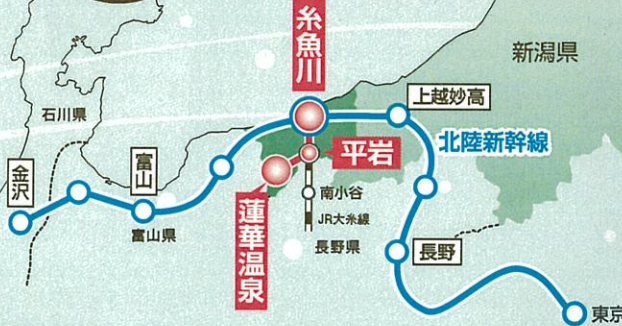 糸魚川
新潟県
上越妙高
石川県
北陸新幹線
平岩
富山
金沢
蓮華温泉
南小谷
JR大糸線
富山県
長野県
長野
東京